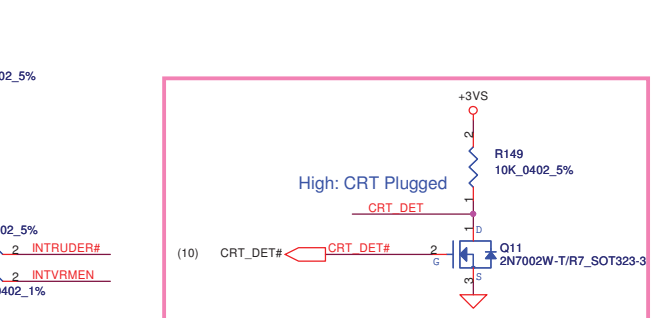 02_5%
+3VS
2
R149
10K_0402_5%
High: CRT Plugged
1
CRT_DET
02_5%
1
D
2
INTRUDER#
(10)
CRT_DET#
CRT_DET#
2
G
Q11
2N7002W-T/R7_SOT323-3
2
INTVRMEN
S
3
0402_1%